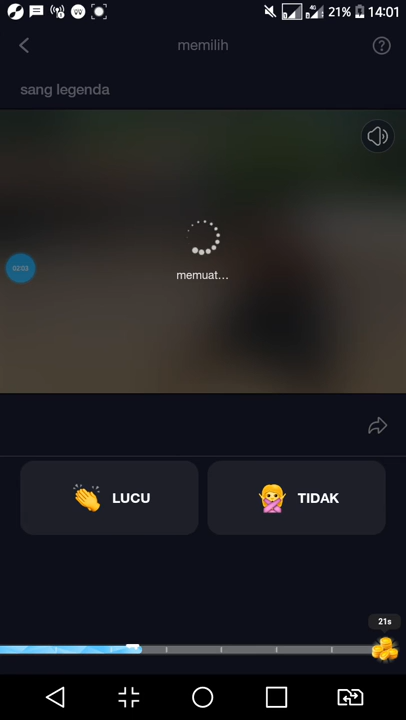 21% 14:01
memilih
sang legenda
02:03
memuat...
LUCU
TIDAK
21s